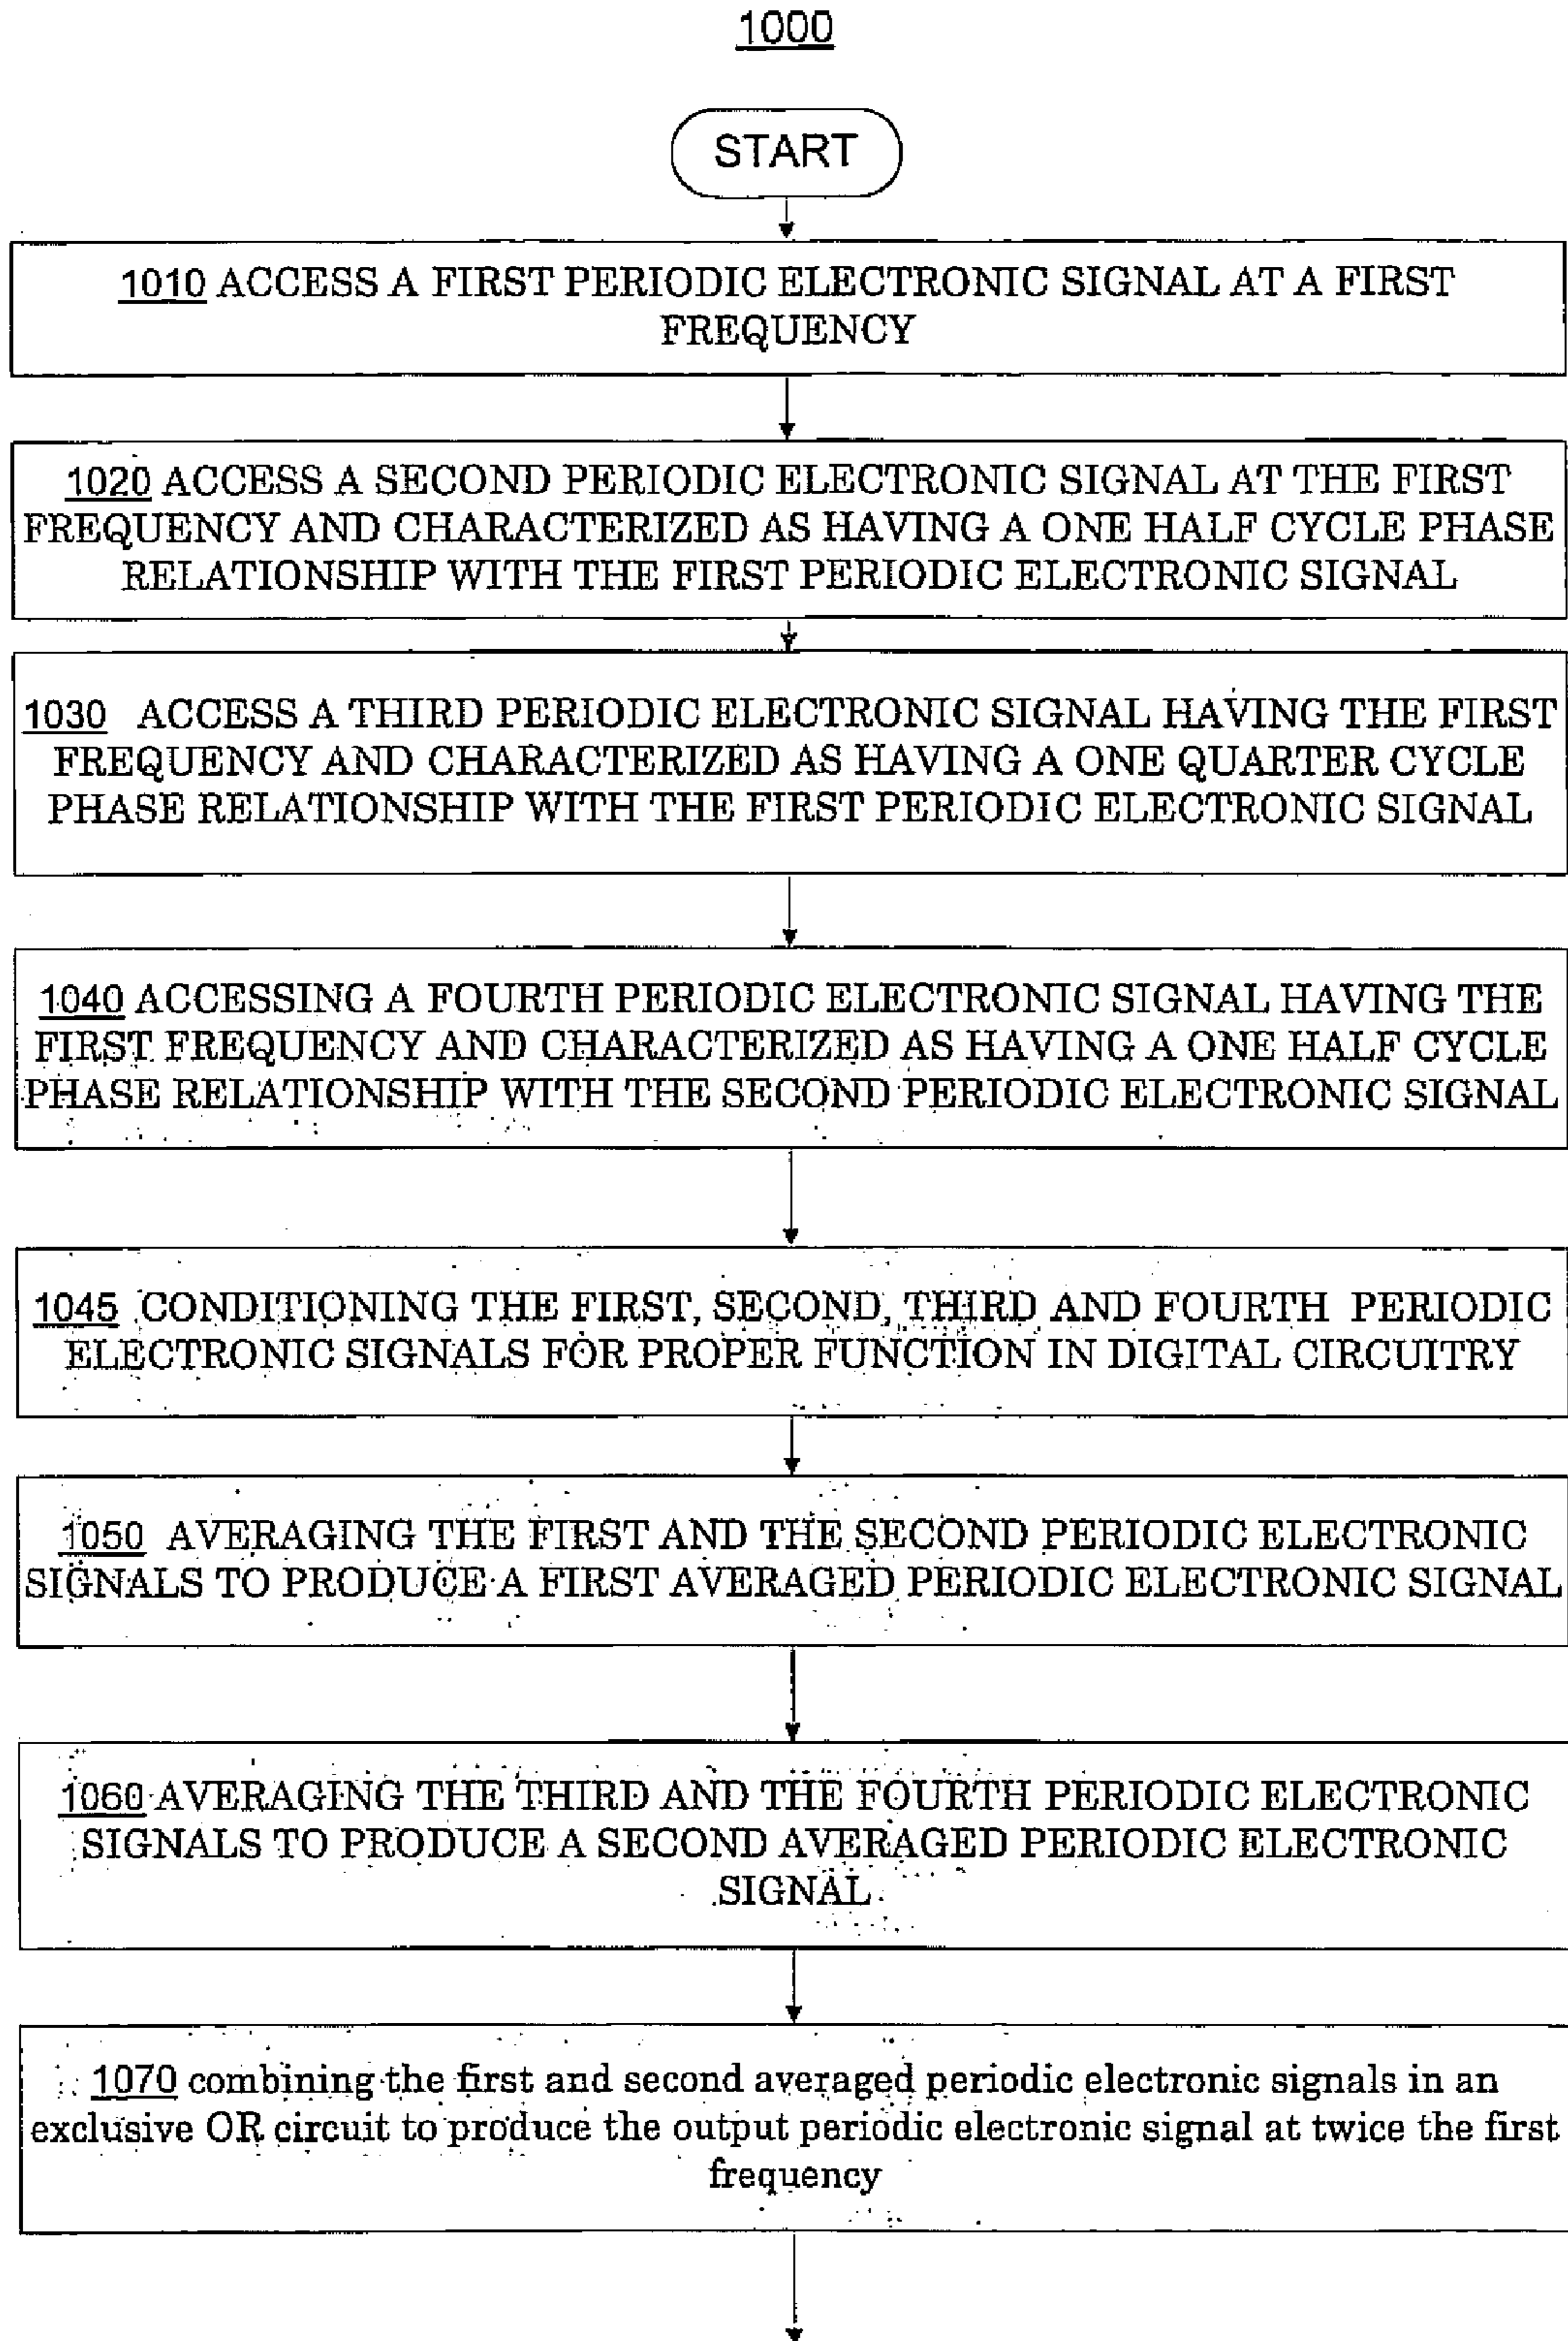 1000
START
1010 ACCESS A FIRST PERIODIC ELECTRONIC SIGNAL AT A FIRST
FREQUENCY
1020 ACCESS A SECOND PERIODIC ELECTRONIC SIGNAL AT THE FIRST
FREQUENCY AND CHARACTERIZED AS HAVING A ONE HALF CYCLE PHASE
RELATIONSHIP WITH THE FIRST PERIODIC ELECTRONIC SIGNAL
1030 ACCESS A THIRD PERIODIC ELECTRONIC SIGNAL HAVING THE FIRST
FREQUENCY AND CHARACTERIZED AS HAVING A ONE QUARTER CYCLE
PHASE RELATIONSHIP WITH THE FIRST PERIODIC ELECTRONIC SIGNAL
1040 ACCESSING A FOURTH PERIODIC ELECTRONIC SIGNAL HAVING THE
FIRST FREQUENCY AND CHARACTERIZED AS HAVING A ONE HALF CYCLE
PHASE RELATIONSHIP WITH THE SECOND PERIODIC ELECTRONIC SIGNAL
1045 CONDITIONING THE FIRST, SECOND, THIRD AND FOURTH PERIODIC
ELECTRONIC SIGNALS FOR PROPER FUNCTION IN DIGITAL CIRCUITRY
1050 AVERAGING THE FIRST AND THE SECOND PERIODIC ELECTRONIC
SIGNALS TO PRODUCE A FIRST AVERAGED PERIODIC ELECTRONIC SIGNAL
1060 AVERAGING THE THIRD AND THE FOURTH PERIODIC ELECTRONIC
SIGNALS TO PRODUCE A SECOND AVERAGED PERIODIC ELECTRONIC
SIGNAL
1070 combining the first and second averaged periodic electronic signals in an
exclusive OR circuit to produce the output periodic electronic signal at twice the first
frequency